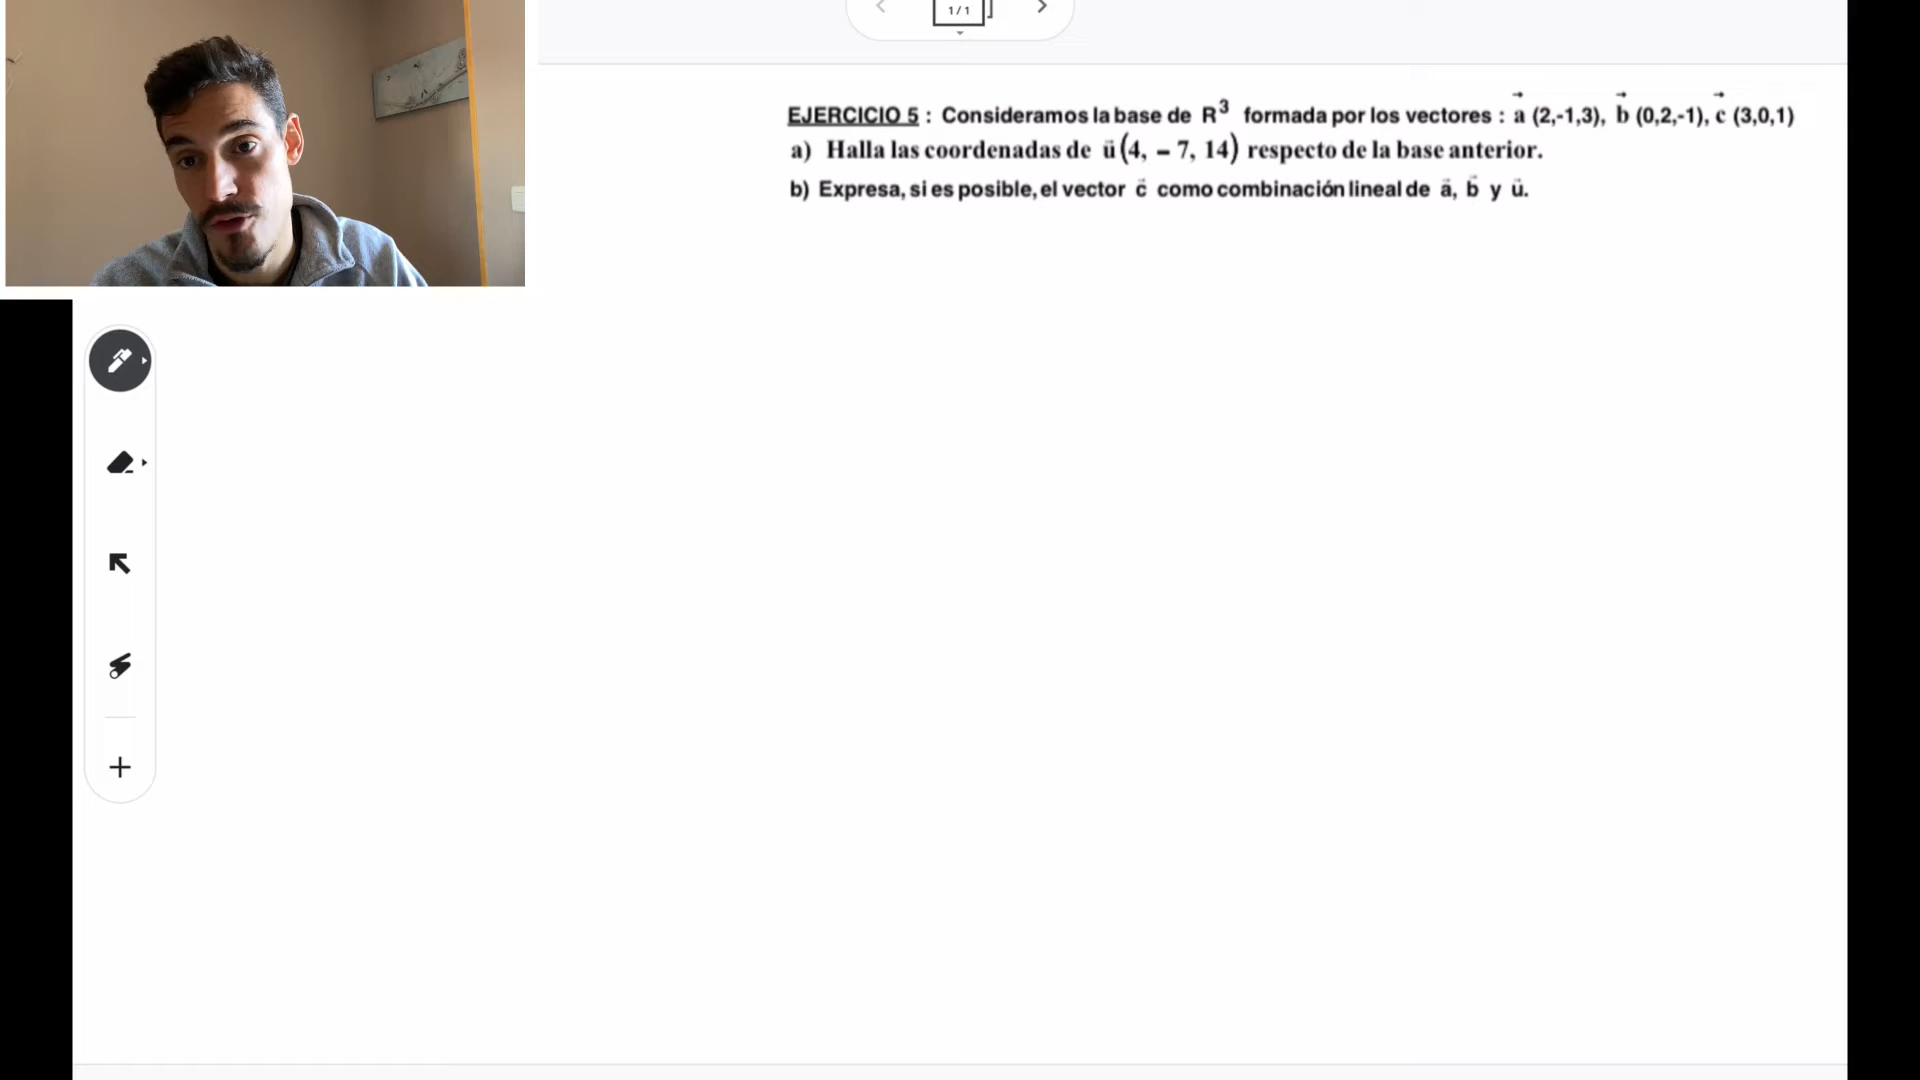 1 / 1
EJERCICIO 5 : Consideramos la base de R³ formada por los vectores : a⃗ (2,-1,3), b⃗ (0,2,-1), c⃗ (3,0,1)
a) Halla las coordenadas de u⃗ (4, – 7, 14) respecto de la base anterior.
b) Expresa, si es posible, el vector c⃗ como combinación lineal de a⃗, b⃗ y u⃗.